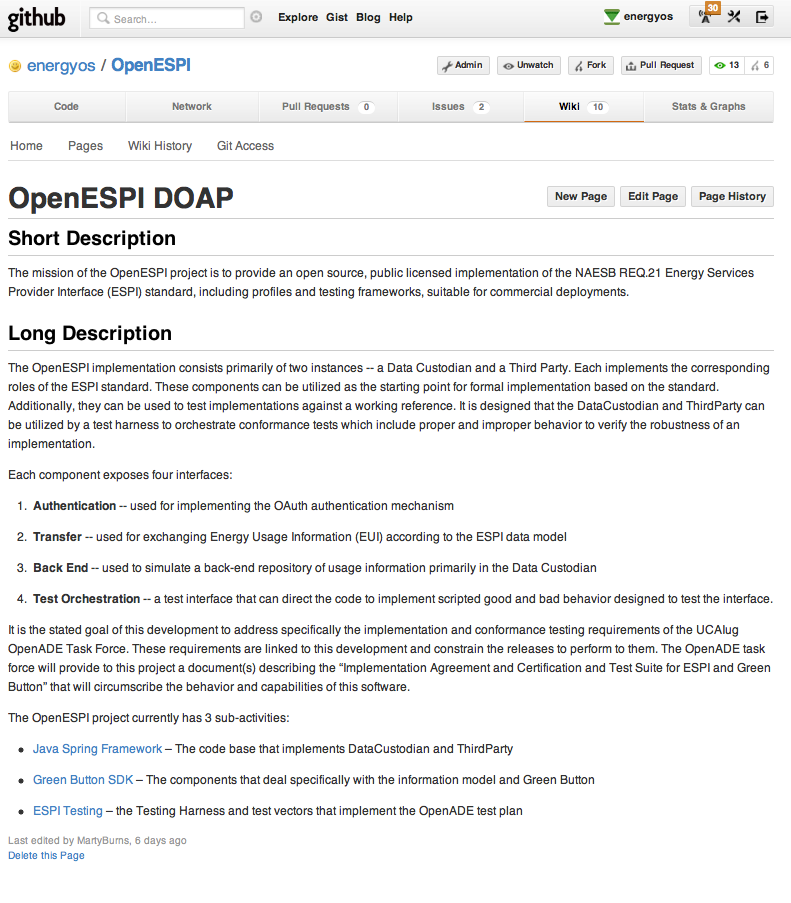 github
Search...
Explore Gist Blog Help
energyos
30
energyos / OpenESPI
Admin
Unwatch
Fork
Pull Request
13
6
Code
Network
Pull Requests 0
Issues 2
Wiki 10
Stats & Graphs
Home
Pages
Wiki History
Git Access
OpenESPI DOAP
New Page
Edit Page
Page History
Short Description
The mission of the OpenESPI project is to provide an open source, public licensed implementation of the NAESB REQ.21 Energy Services
Provider Interface (ESPI) standard, including profiles and testing frameworks, suitable for commercial deployments.
Long Description
The OpenESPI implementation consists primarily of two instances -- a Data Custodian and a Third Party. Each implements the corresponding
roles of the ESPI standard. These components can be utilized as the starting point for formal implementation based on the standard.
Additionally, they can be used to test implementations against a working reference. It is designed that the DataCustodian and ThirdParty can
be utilized by a test harness to orchestrate conformance tests which include proper and improper behavior to verify the robustness of an
implementation.
Each component exposes four interfaces:
1. Authentication -- used for implementing the OAuth authentication mechanism
2. Transfer -- used for exchanging Energy Usage Information (EUI) according to the ESPI data model
3. Back End -- used to simulate a back-end repository of usage information primarily in the Data Custodian
4. Test Orchestration -- a test interface that can direct the code to implement scripted good and bad behavior designed to test the interface.
It is the stated goal of this development to address specifically the implementation and conformance testing requirements of the UCAIug
OpenADE Task Force. These requirements are linked to this development and constrain the releases to perform to them. The OpenADE task
force will provide to this project a document(s) describing the “Implementation Agreement and Certification and Test Suite for ESPI and Green
Button” that will circumscribe the behavior and capabilities of this software.
The OpenESPI project currently has 3 sub-activities:
• Java Spring Framework – The code base that implements DataCustodian and ThirdParty
• Green Button SDK – The components that deal specifically with the information model and Green Button
• ESPI Testing – the Testing Harness and test vectors that implement the OpenADE test plan
Last edited by MartyBurns, 6 days ago
Delete this Page